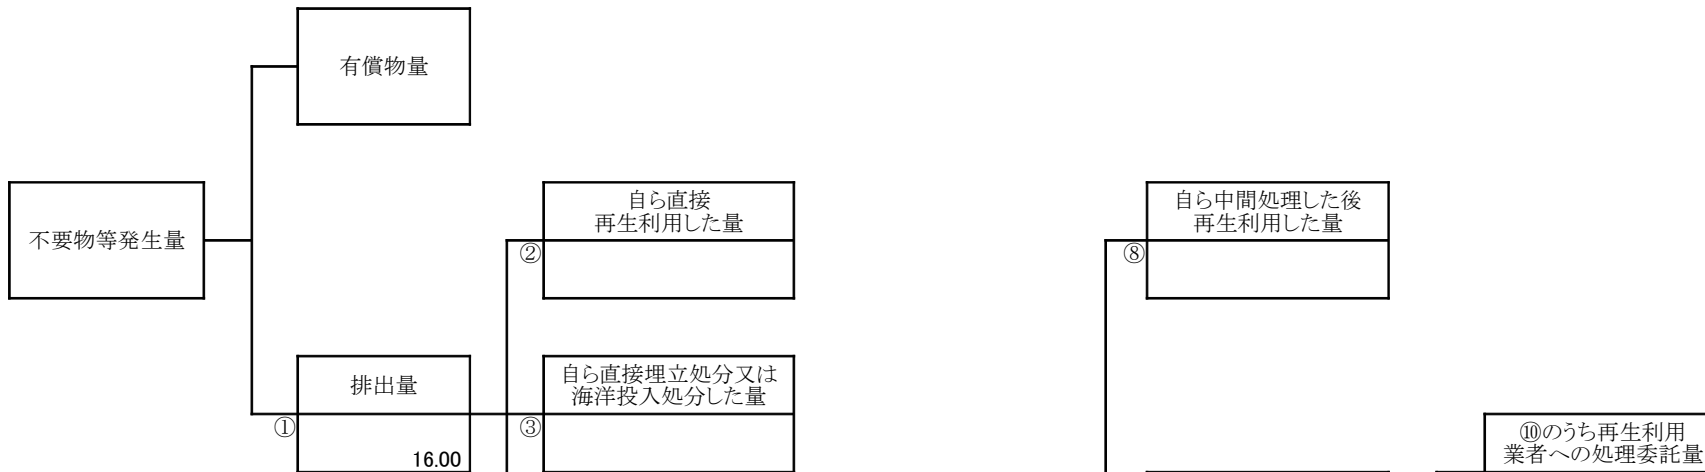 有償物量
不要物等発生量
自ら直接
再生利用した量
②
自ら中間処理した後
再生利用した量
⑧
排出量
①
16.00
自ら直接埋立処分又は
海洋投入処分した量
③
⑩のうち再生利用
業者への処理委託量